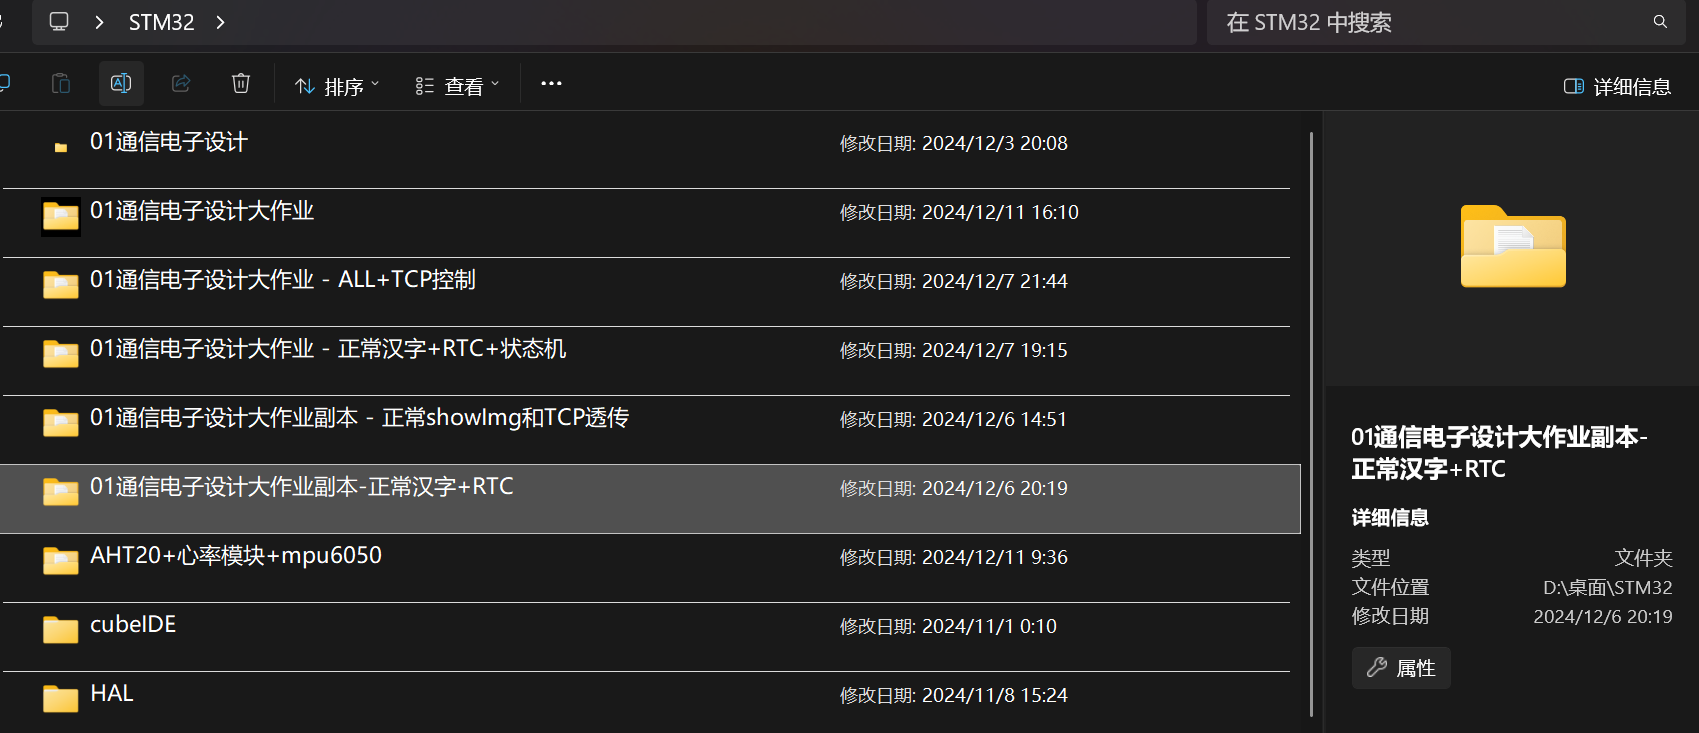 STM32
在 STM32 中搜索
排序
查看
详细信息
01通信电子设计
修改日期: 2024/12/3 20:08
01通信电子设计大作业
修改日期: 2024/12/11 16:10
01通信电子设计大作业 - ALL+TCP控制
修改日期: 2024/12/7 21:44
01通信电子设计大作业 - 正常汉字+RTC+状态机
修改日期: 2024/12/7 19:15
01通信电子设计大作业副本 - 正常showImg和TCP透传
修改日期: 2024/12/6 14:51
01通信电子设计大作业副本-正常汉字+RTC
修改日期: 2024/12/6 20:19
AHT20+心率模块+mpu6050
修改日期: 2024/12/11 9:36
cubeIDE
修改日期: 2024/11/1 0:10
HAL
修改日期: 2024/11/8 15:24
01通信电子设计大作业副本-
正常汉字+RTC
详细信息
类型 文件夹
文件位置 D:\桌面\STM32
修改日期 2024/12/6 20:19
属性